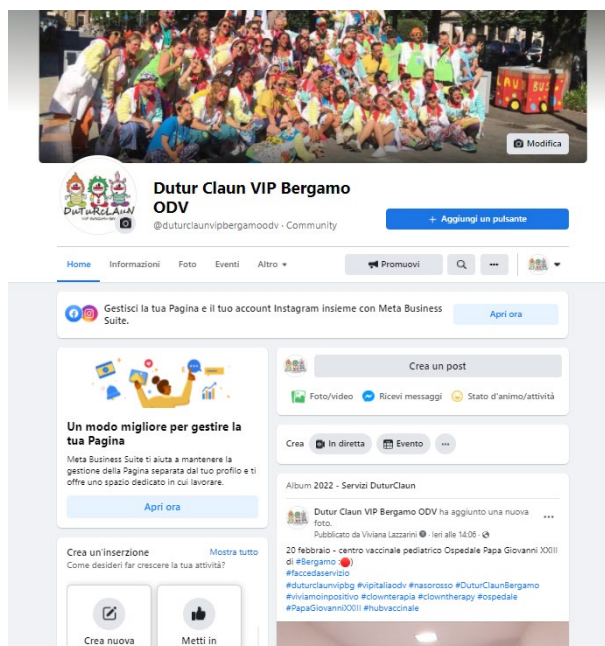 LAUN BUS
Modifica
DuTuRcLAuN
VIP BERGAMO ODV
Dutur Claun VIP Bergamo
ODV
@duturclaunvipbergamoodv · Community
+ Aggiungi un pulsante
Home Informazioni Foto Eventi Altro
Promuovi
Gestisci la tua Pagina e il tuo account Instagram insieme con Meta Business
Suite.
Apri ora
Un modo migliore per gestire la
tua Pagina
Meta Business Suite ti aiuta a mantenere la
gestione della Pagina separata dal tuo profilo e ti
offre uno spazio dedicato in cui lavorare.
Apri ora
Crea un'inserzione Mostra tutto
Come desideri far crescere la tua attività?
Crea nuova
Metti in
Crea un post
Foto/video Ricevi messaggi Stato d'animo/attività
Crea In diretta Evento ...
Album 2022 - Servizi DuturClaun
Dutur Claun VIP Bergamo ODV ha aggiunto una nuova
foto.
Pubblicato da Viviana Lazzarini · Ieri alle 14:06 ·
20 febbraio - centro vaccinale pediatrico Ospedale Papa Giovanni XXIII
di #Bergamo :🔴)
#faccedaservizio
#duturclaunvipbg #vipitaliaodv #nasorosso #DuturClaunBergamo
#viviamoinpositivo #clownterapia #clowntherapy #ospedale
#PapaGiovanniXXIII #hubvaccinale